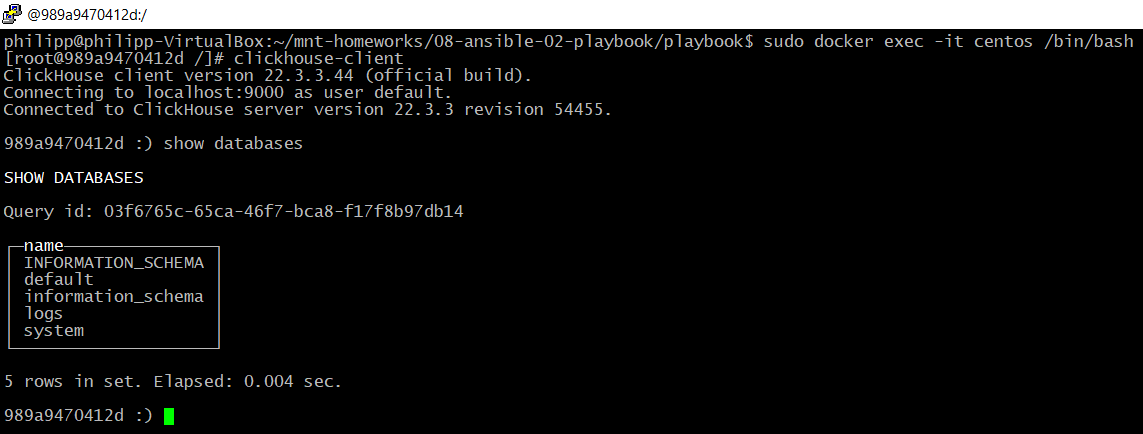 @989a9470412d:/
philipp@philipp-VirtualBox:~/mnt-homeworks/08-ansible-02-playbook/playbook$ sudo docker exec -it centos /bin/bash
[root@989a9470412d /]# clickhouse-client
ClickHouse client version 22.3.3.44 (official build).
Connecting to localhost:9000 as user default.
Connected to ClickHouse server version 22.3.3 revision 54455.
989a9470412d :) show databases
SHOW DATABASES
Query id: 03f6765c-65ca-46f7-bca8-f17f8b97db14
name
INFORMATION_SCHEMA
default
information_schema
logs
system
5 rows in set. Elapsed: 0.004 sec.
989a9470412d :)